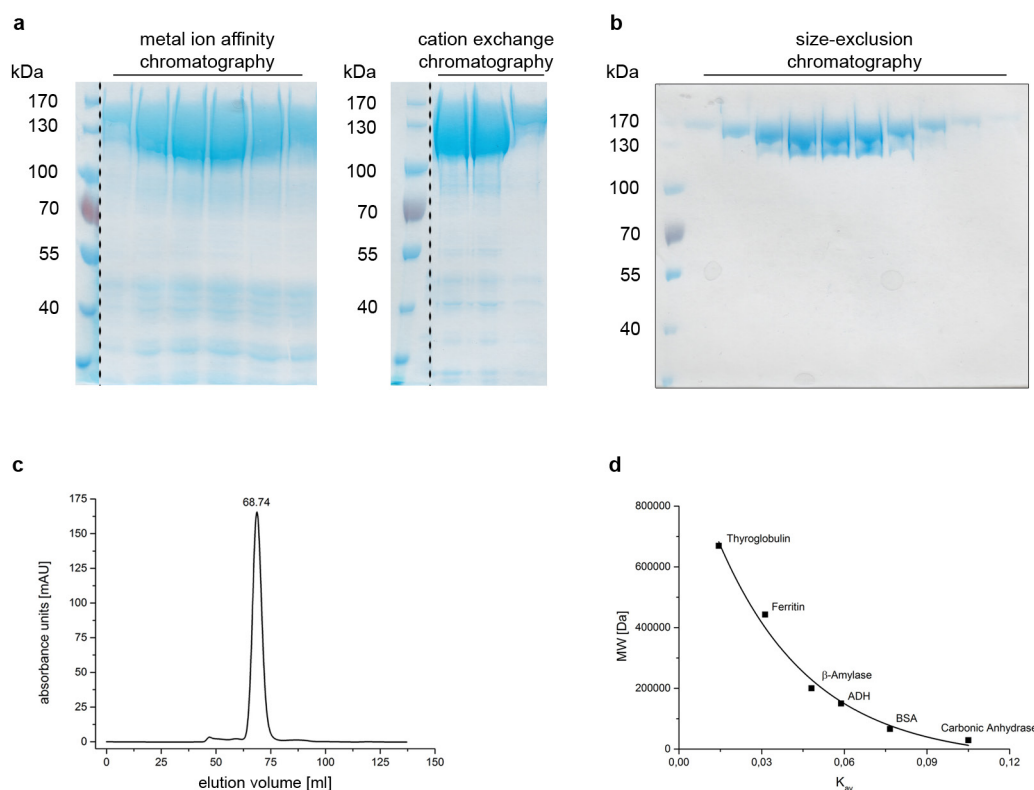 a
metal ion affinity
chromatography
kDa
170
130
100
70
55
40
cation exchange
chromatography
kDa
170
130
100
70
55
40
b
size-exclusion
chromatography
kDa
170
130
100
70
55
40
c
68.74
175
150
125
100
75
50
25
0
absorbance units [mAU]
0
25
50
75
100
125
150
elution volume [ml]
d
800000
600000
400000
200000
0
MW [Da]
Thyroglobulin
Ferritin
β-Amylase
ADH
BSA
Carbonic Anhydrase
0,00
0,03
0,06
0,09
0,12
Kav